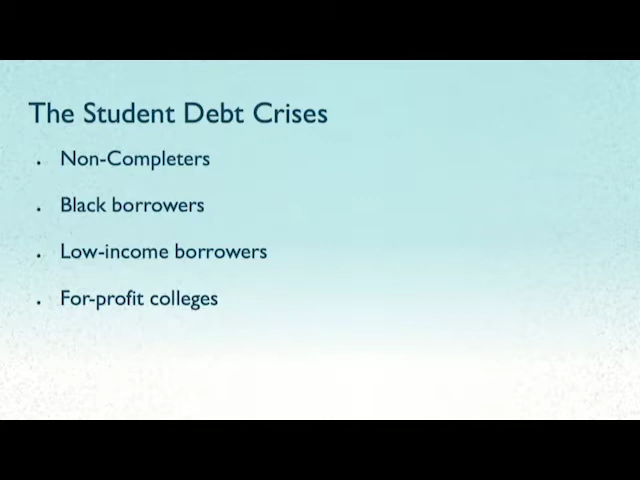 The Student Debt Crises
. Non-Completers
. Black borrowers
. Low-income borrowers
. For-profit colleges